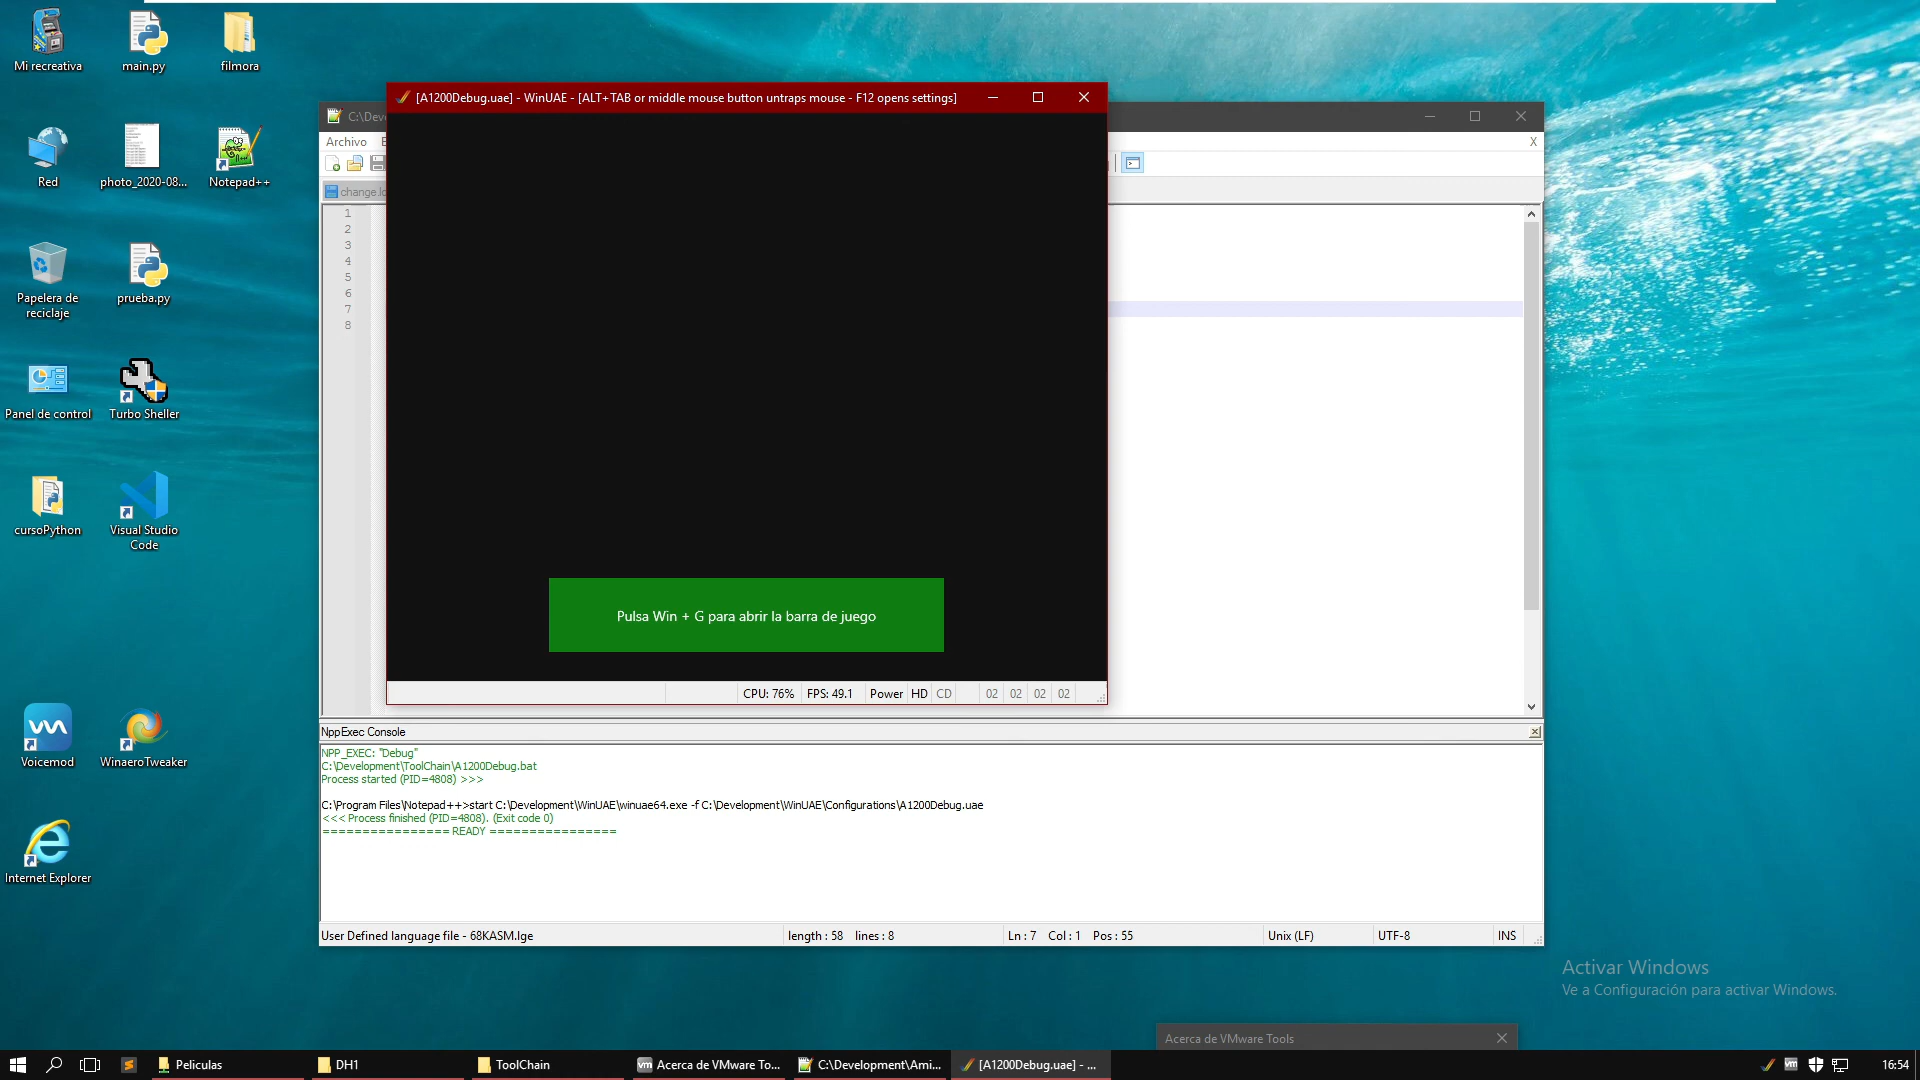 Mi recreativa
main.py
filmora
Red
photo_2020-08...
Notepad++
Papelera de
reciclaje
prueba.py
Panel de control
Turbo Sheller
cursoPython
Visual Studio
Code
Voicemod
WinaeroTweaker
Internet Explorer
[A1200Debug.uae] - WinUAE - [ALT+TAB or middle mouse button untraps mouse - F12 opens settings]
C:\Dev
Archivo
X
change.lo
1
2
3
4
5
6
7
8
Pulsa Win + G para abrir la barra de juego
CPU: 76% FPS: 49.1 Power HD CD 02 02 02 02
NppExec Console
NPP_EXEC: "Debug"
C:\Development\ToolChain\A1200Debug.bat
Process started (PID=4808) >>>
C:\Program Files\Notepad++>start C:\Development\WinUAE\winuae64.exe -f C:\Development\WinUAE\Configurations\A1200Debug.uae
<<< Process finished (PID=4808). (Exit code 0)
================ READY ================
User Defined language file - 68KASM.lge length : 58 lines : 8 Ln : 7 Col : 1 Pos : 55 Unix (LF) UTF-8 INS
Activar Windows
Ve a Configuración para activar Windows.
Acerca de VMware Tools
Peliculas
DH1
ToolChain
Acerca de VMware To...
C:\Development\Ami...
[A1200Debug.uae] - ...
16:54